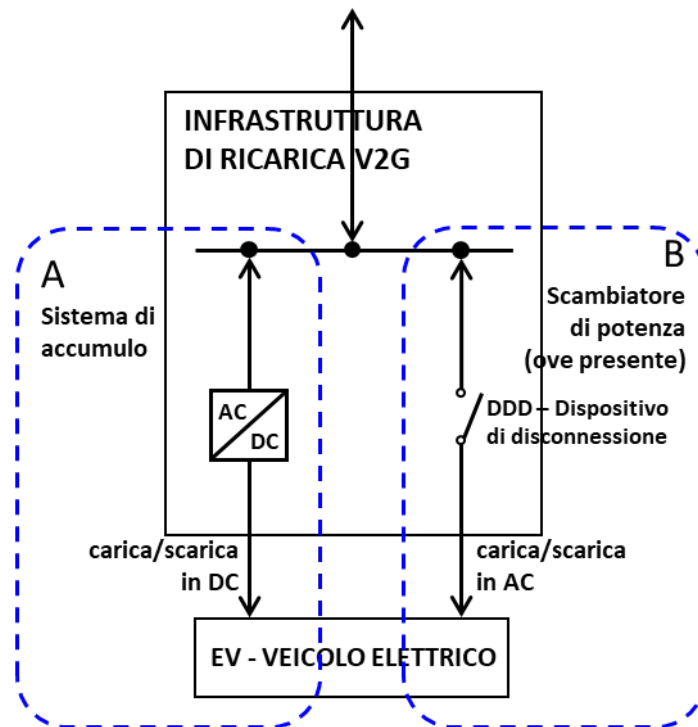 INFRASTRUTTURA
DI RICARICA V2G
A
Sistema di
accumulo
B
Scambiatore
di potenza
(ove presente)
AC
DC
DDD – Dispositivo
di disconnessione
carica/scarica
in DC
carica/scarica
in AC
EV - VEICOLO ELETTRICO